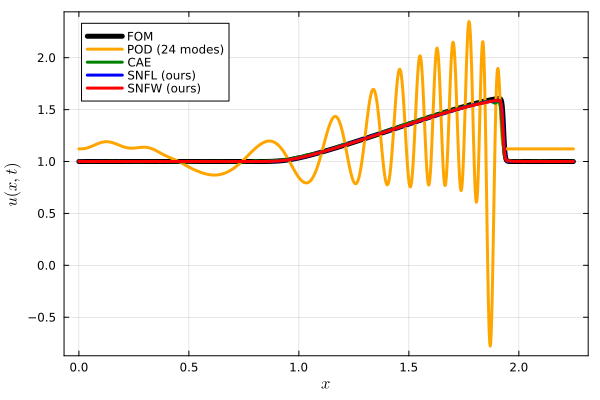 FOM
POD (24 modes)
CAE
SNFL (ours)
SNFW (ours)
u(x, t)
2.0
1.5
1.0
0.5
0.0
−0.5
0.0 0.5 1.0 1.5 2.0
x